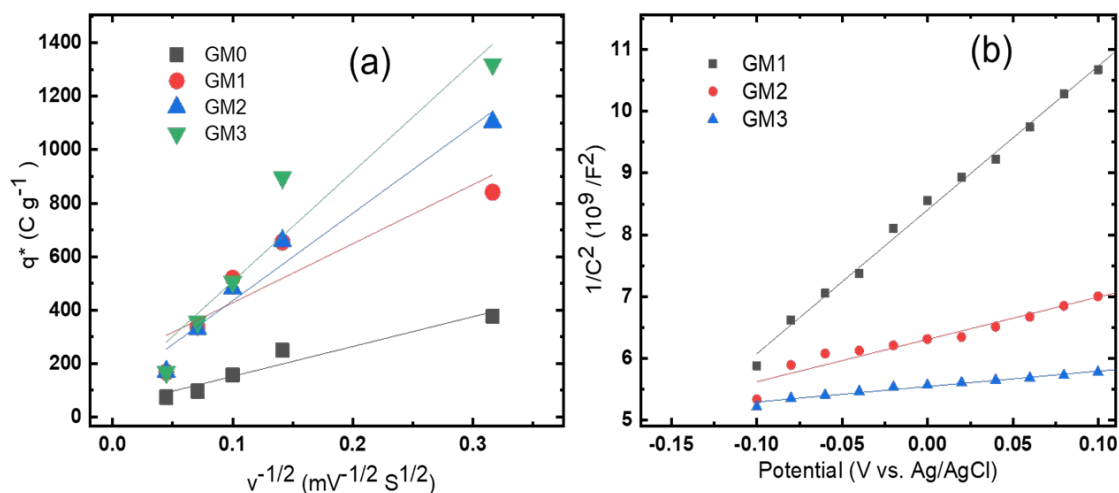 (a)
GM0
GM1
GM2
GM3
1400
1200
1000
800
600
400
200
0
q* (C g-1)
0.0
0.1
0.2
0.3
v-1/2 (mV-1/2 S1/2)
(b)
GM1
GM2
GM3
11
10
9
8
7
6
5
1/C2 (109 /F2)
-0.15
-0.10
-0.05
0.00
0.05
0.10
Potential (V vs. Ag/AgCl)